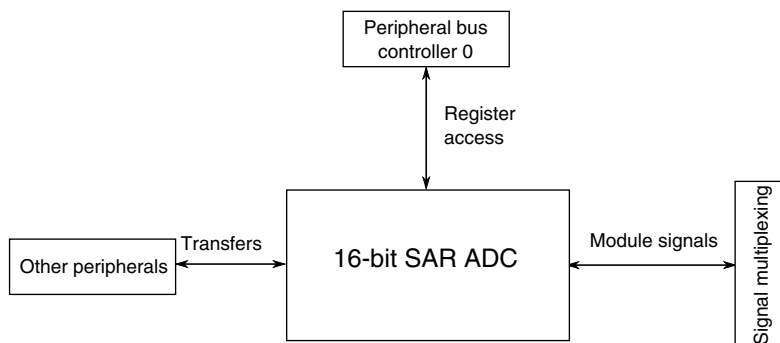 Peripheral bus
controller 0
Register
access
Transfers
Other peripherals
16-bit SAR ADC
Module signals
Signal multiplexing